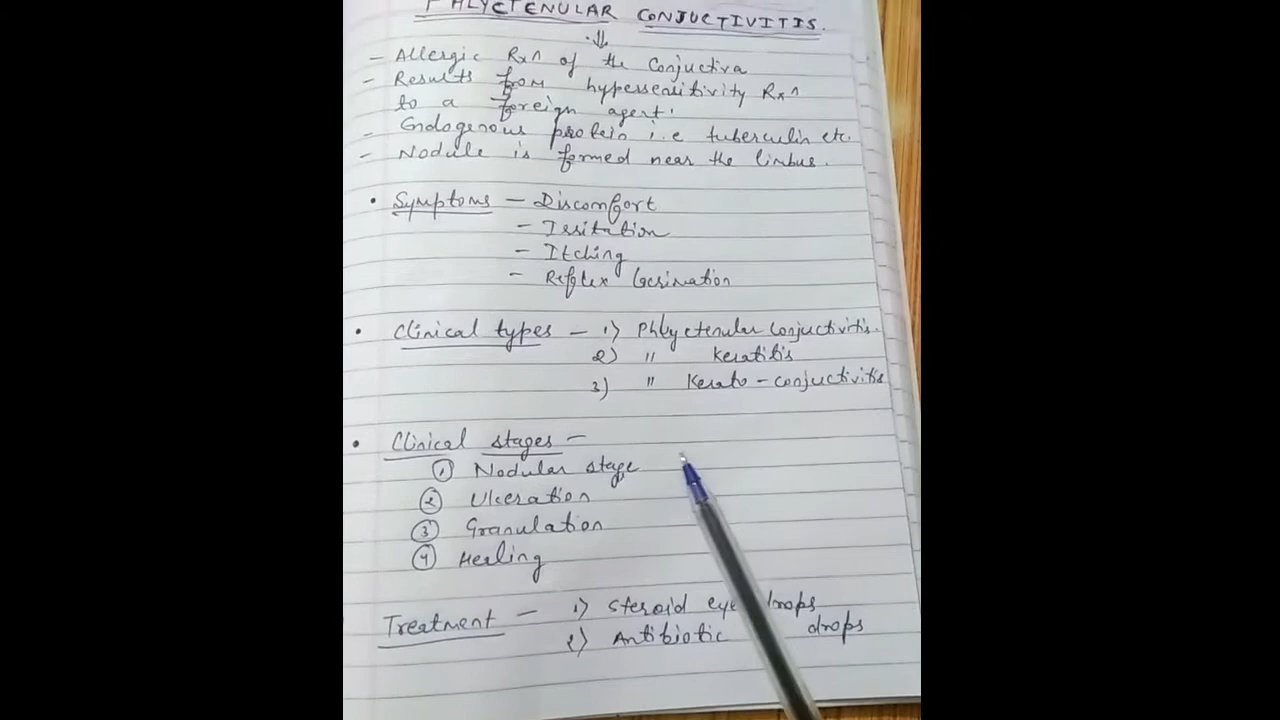 PHLYCTENULAR CONJUCTIVITIS.
⇓
- Allergic Rxn of the Conjuctiva
- Results from hypersensitivity Rxn
to a foreign agent.
- Endogenous protein i.e tuberculin etc.
- Nodule is formed near the limbus.
• Symptoms - Discomfort
- Irritation
- Itching
- Reflex lacrimation
• Clinical types - 1) Phlyctenular conjuctivitis.
2) " Keratitis
3) " Kerato-conjuctivitis
• Clinical stages -
① Nodular stage
② Ulceration
③ Granulation
④ Healing
Treatment - 1) Steroid eye drops
2) Antibiotic drops